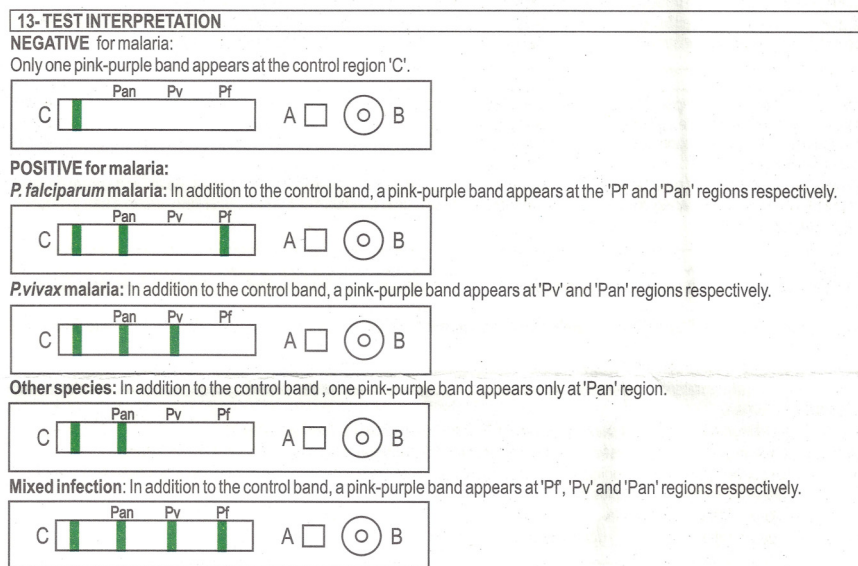 13- TEST INTERPRETATION
NEGATIVE for malaria:
Only one pink-purple band appears at the control region 'C'.
Pan Pv Pf
C A B
POSITIVE for malaria:
P. falciparum malaria: In addition to the control band, a pink-purple band appears at the 'Pf' and 'Pan' regions respectively.
Pan Pv Pf
C A B
P.vivax malaria: In addition to the control band, a pink-purple band appears at 'Pv' and 'Pan' regions respectively.
Pan Pv Pf
C A B
Other species: In addition to the control band , one pink-purple band appears only at 'Pan' region.
Pan Pv Pf
C A B
Mixed infection: In addition to the control band, a pink-purple band appears at 'Pf', 'Pv' and 'Pan' regions respectively.
Pan Pv Pf
C A B